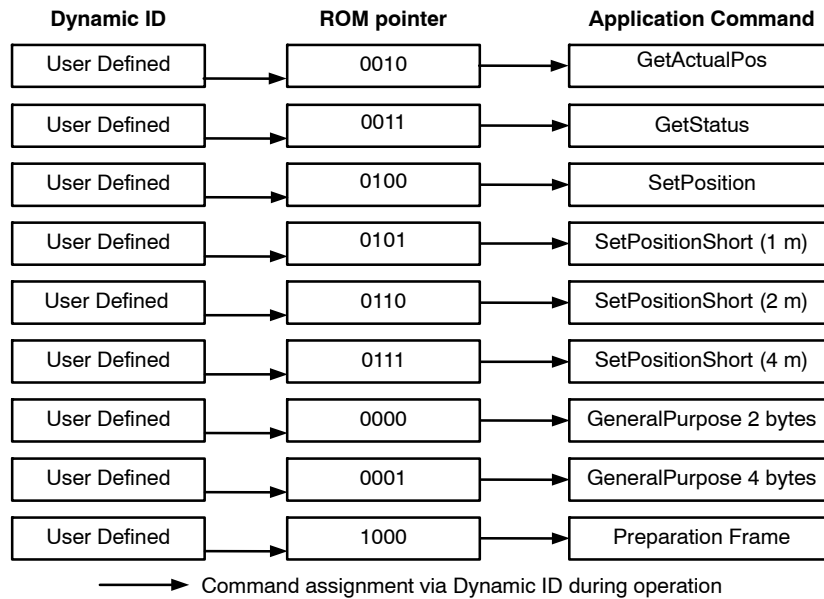 Dynamic ID ROM pointer Application Command
User Defined 0010 GetActualPos
User Defined 0011 GetStatus
User Defined 0100 SetPosition
User Defined 0101 SetPositionShort (1 m)
User Defined 0110 SetPositionShort (2 m)
User Defined 0111 SetPositionShort (4 m)
User Defined 0000 GeneralPurpose 2 bytes
User Defined 0001 GeneralPurpose 4 bytes
User Defined 1000 Preparation Frame
Command assignment via Dynamic ID during operation